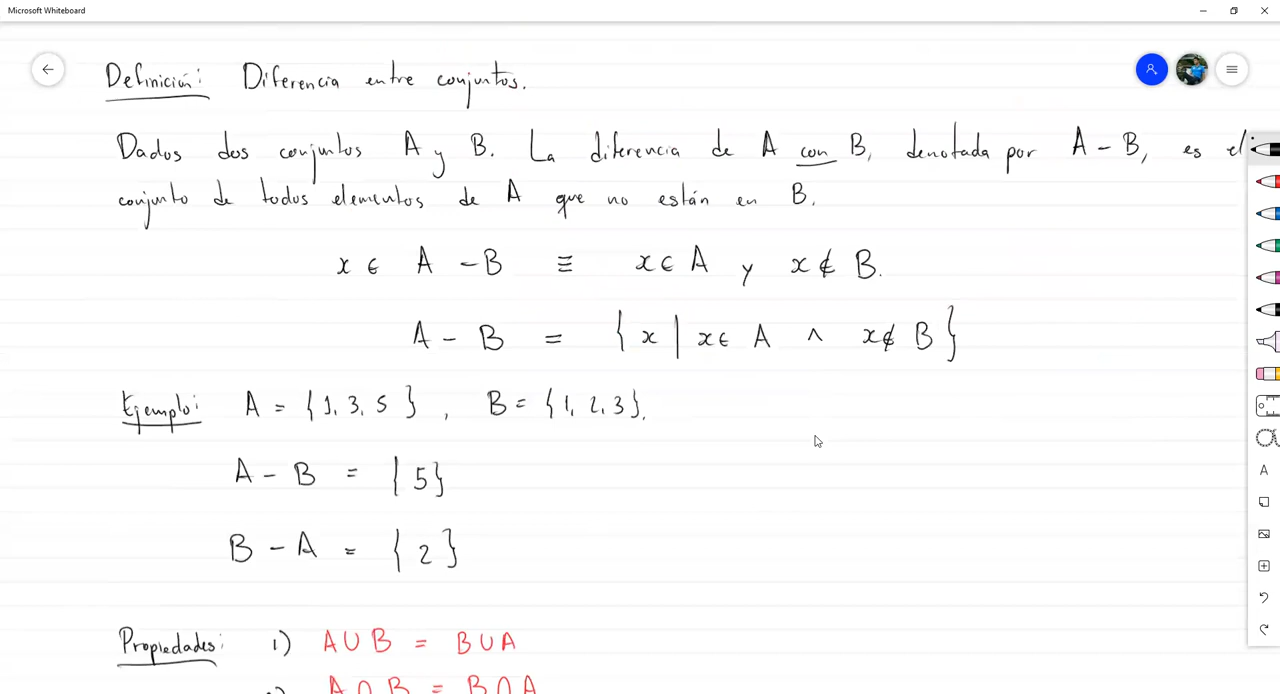 Microsoft Whiteboard
Definición: Diferencia entre conjuntos.
Dados dos conjuntos A y B. La diferencia de A con B, denotada por A - B, es el
conjunto de todos elementos de A que no están en B.
x ∈ A - B ≡ x ∈ A y x ∉ B.
A - B = { x | x ∈ A ∧ x ∉ B }
Ejemplo: A = { 1, 3, 5 }, B = { 1, 2, 3 }.
A - B = { 5 }
B - A = { 2 }
Propiedades: 1) A ∪ B = B ∪ A
A ∩ B = B ∩ A